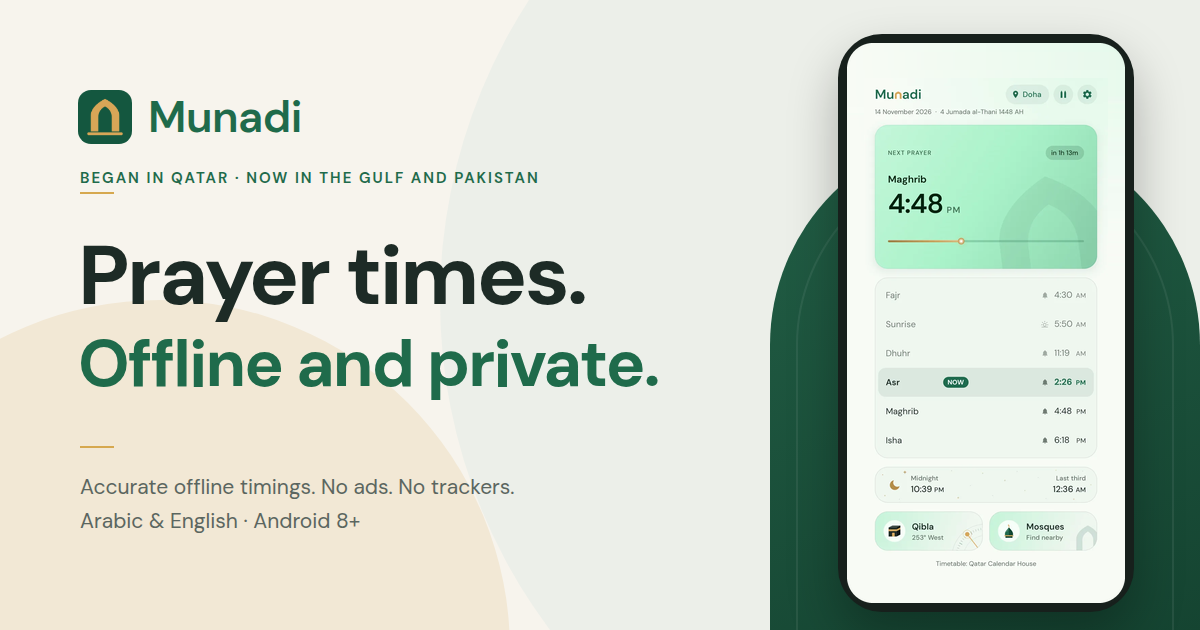 Munadi
BEGAN IN QATAR · NOW IN THE GULF AND PAKISTAN
Prayer times.
Offline and private.
Accurate offline timings. No ads. No trackers.
Arabic & English · Android 8+
Munadi
Doha
14 November 2026 · 4 Jumada al-Thani 1448 AH
NEXT PRAYER
in 1h 13m
Maghrib
4:48 PM
Fajr 4:30 AM
Sunrise 5:50 AM
Dhuhr 11:19 AM
Asr NOW 2:26 PM
Maghrib 4:48 PM
Isha 6:18 PM
Midnight Last third
10:39 PM 12:36 AM
Qibla Mosques
253° West Find nearby
Timetable: Qatar Calendar House